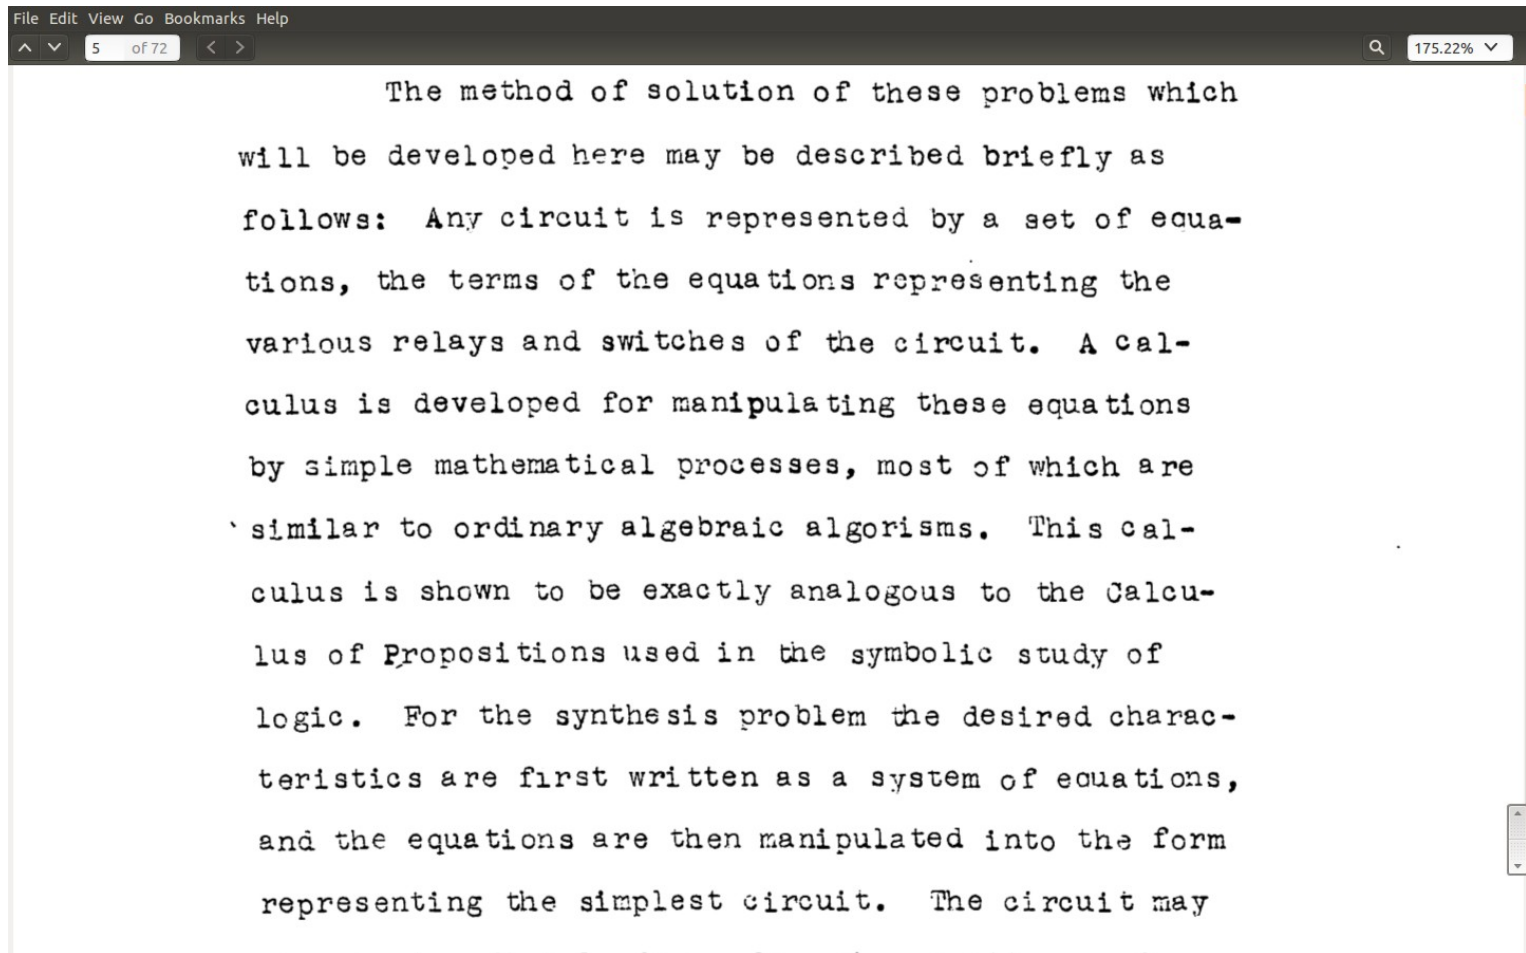 File Edit View Go Bookmarks Help
5 of 72
175.22%
The method of solution of these problems which
will be developed here may be described briefly as
follows: Any circuit is represented by a set of equa-
tions, the terms of the equations representing the
various relays and switches of the circuit. A cal-
culus is developed for manipulating these equations
by simple mathematical processes, most of which are
similar to ordinary algebraic algorisms. This cal-
culus is shown to be exactly analogous to the Calcu-
lus of Propositions used in the symbolic study of
logic. For the synthesis problem the desired charac-
teristics are first written as a system of equations,
and the equations are then manipulated into the form
representing the simplest circuit. The circuit may